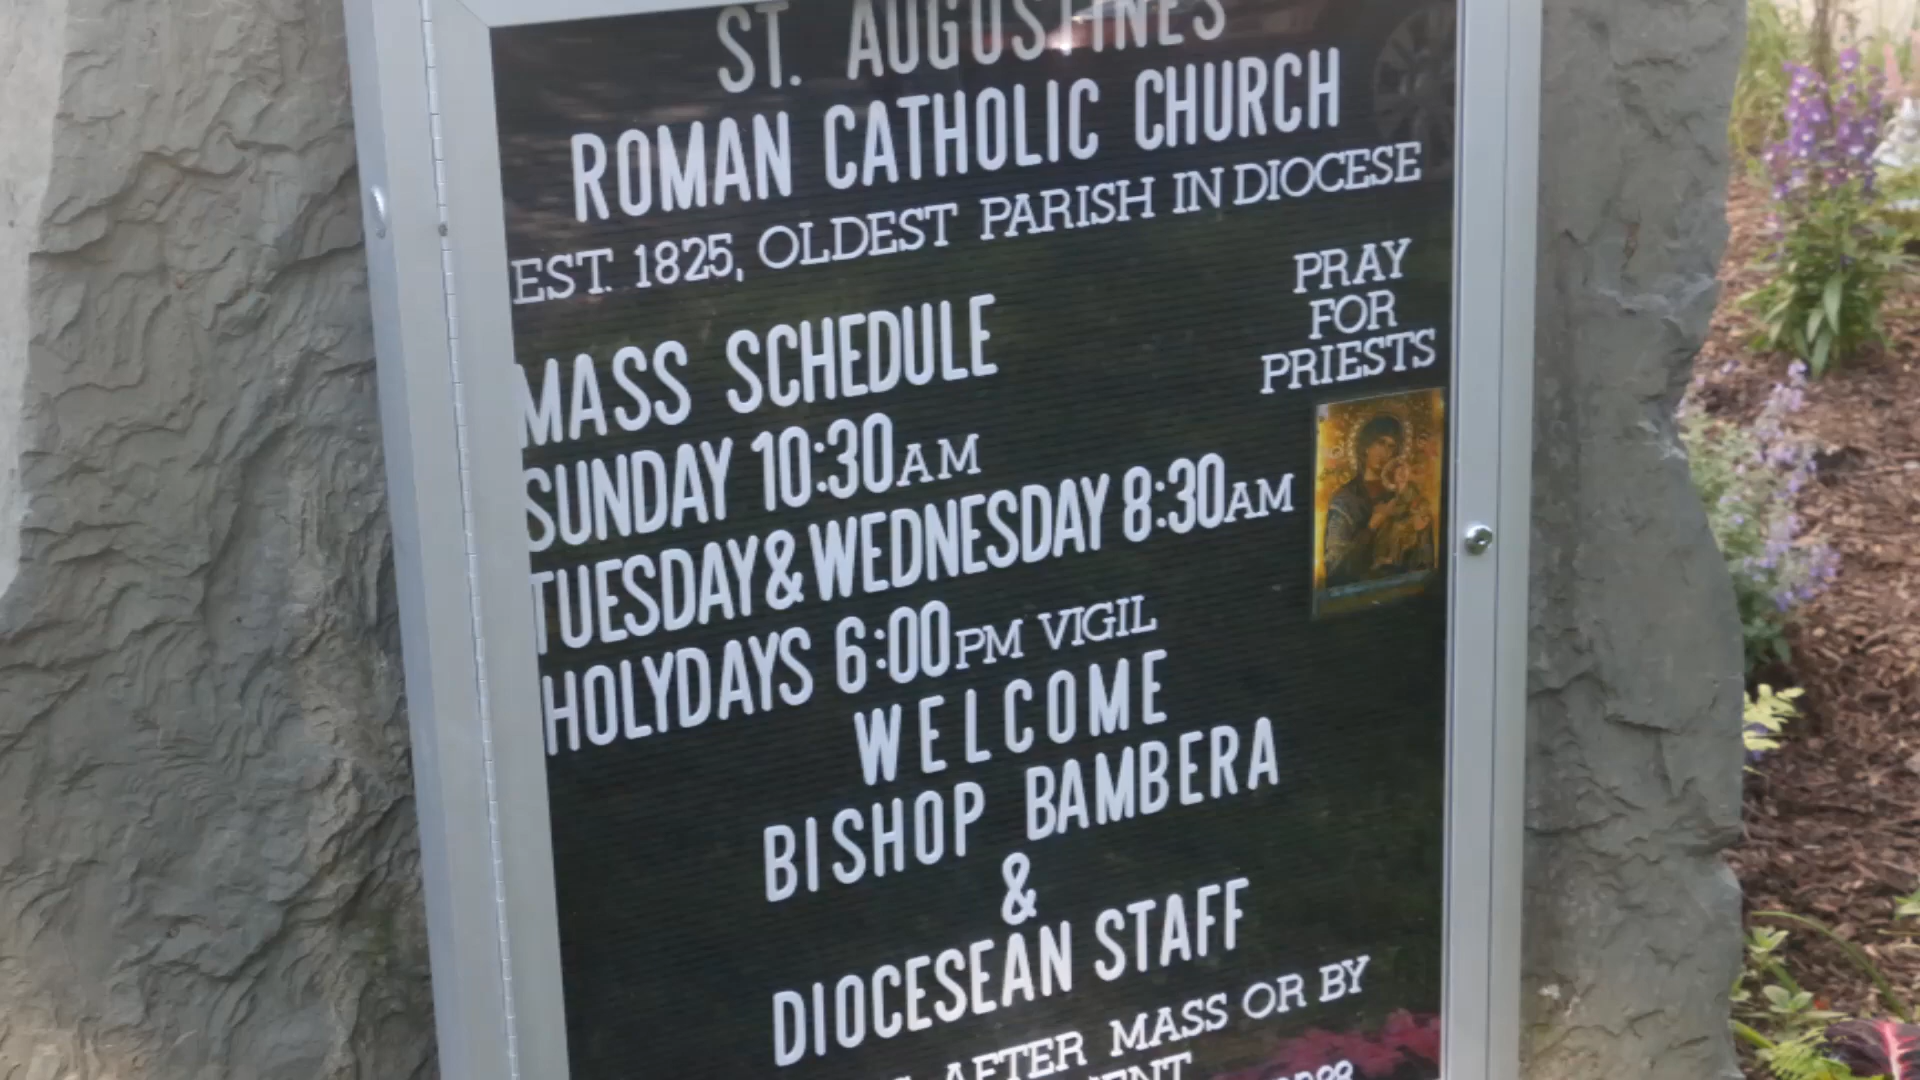 ST. AUGUSTINES
ROMAN CATHOLIC CHURCH
EST. 1825, OLDEST PARISH IN DIOCESE
PRAY
FOR
PRIESTS
MASS SCHEDULE
SUNDAY 10:30AM
TUESDAY&WEDNESDAY 8:30AM
HOLYDAYS 6:00PM VIGIL
WELCOME
BISHOP BAMBERA
&
DIOCESEAN STAFF
AFTER MASS OR BY